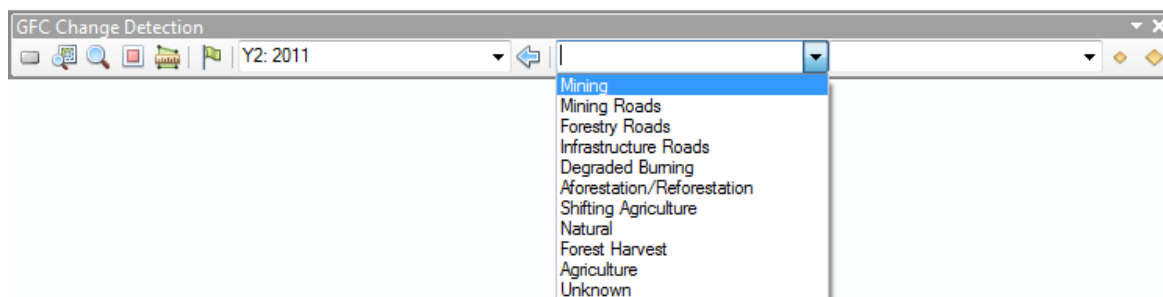 GFC Change Detection
Y2: 2011
Mining
Mining Roads
Forestry Roads
Infrastructure Roads
Degraded Burning
Aforestation/Reforestation
Shifting Agriculture
Natural
Forest Harvest
Agriculture
Unknown